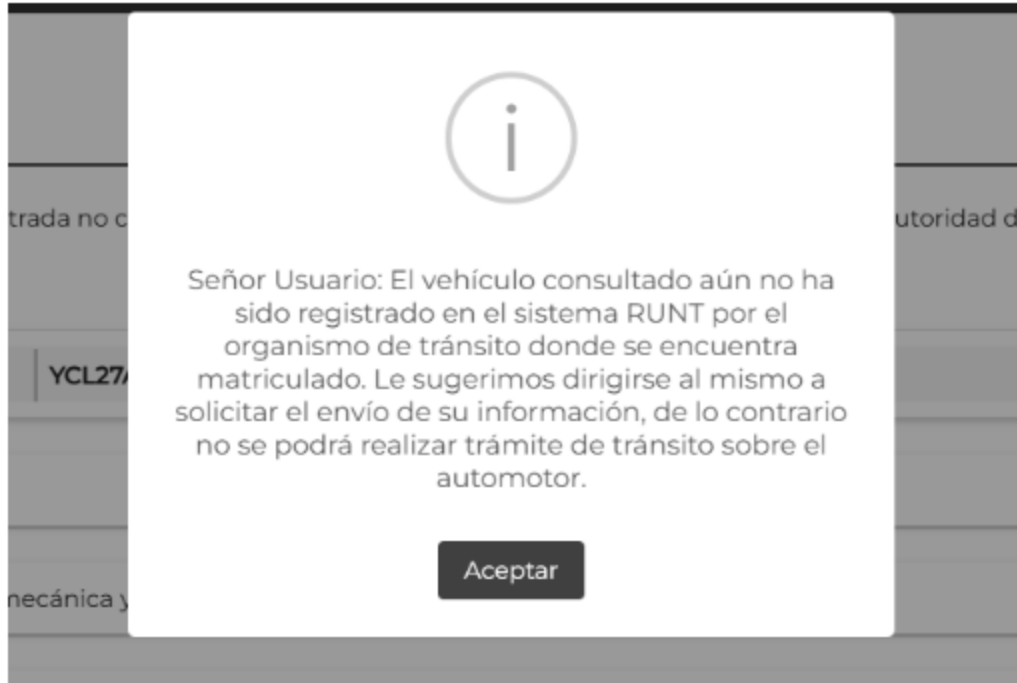 i
trada no c
utoridad d
Señor Usuario: El vehículo consultado aún no ha
sido registrado en el sistema RUNT por el
organismo de tránsito donde se encuentra
matriculado. Le sugerimos dirigirse al mismo a
solicitar el envío de su información, de lo contrario
no se podrá realizar trámite de tránsito sobre el
automotor.
YCL27
Aceptar
mecánica y